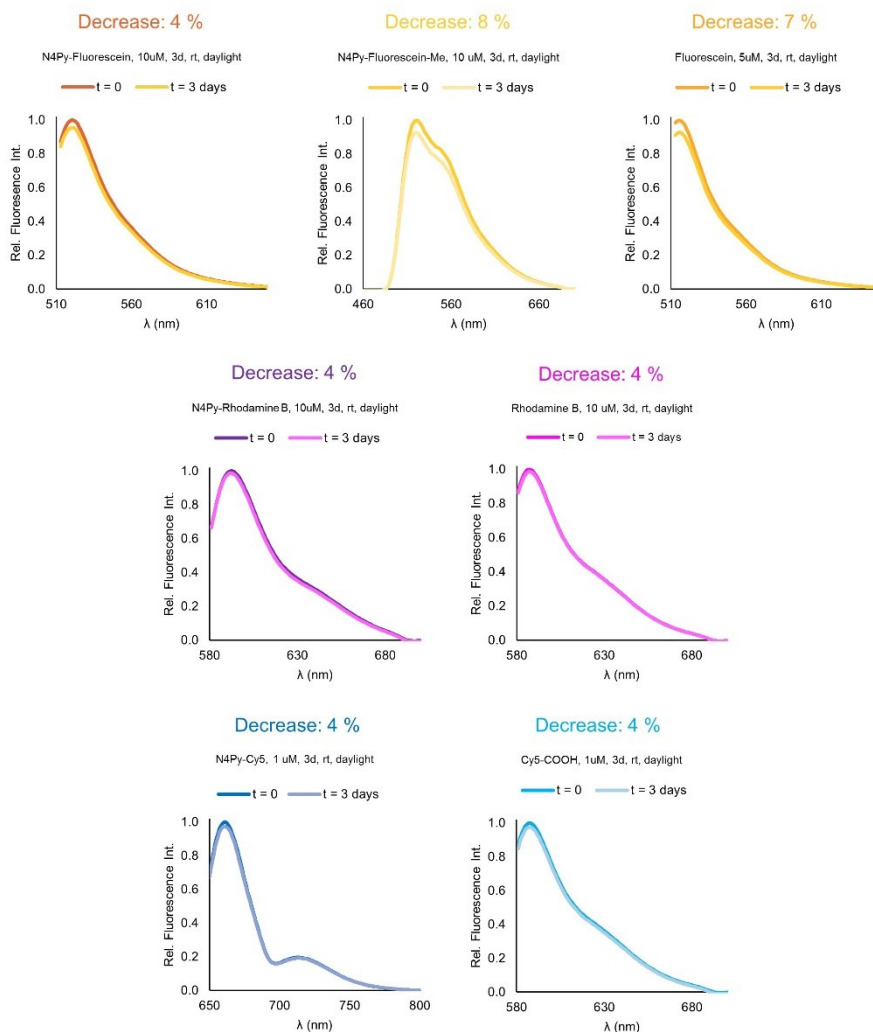 Decrease: 4 %
N4Py-Fluorescein, 10uM, 3d, rt, daylight
t = 0 t = 3 days
Rel. Fluorescence Int.
1.0
0.8
0.6
0.4
0.2
0.0
510 560 610
λ (nm)
Decrease: 8 %
N4Py-Fluorescein-Me, 10 uM, 3d, rt, daylight
t = 0 t = 3 days
Rel. Fluorescence Int.
1.0
0.8
0.6
0.4
0.2
0.0
460 560 660
λ (nm)
Decrease: 7 %
Fluorescein, 5uM, 3d, rt, daylight
t = 0 t = 3 days
Rel. Fluorescence Int.
1.0
0.8
0.6
0.4
0.2
0.0
510 560 610
λ (nm)
Decrease: 4 %
N4Py-Rhodamine B, 10uM, 3d, rt, daylight
t = 0 t = 3 days
Rel. Fluorescence Int.
1.0
0.8
0.6
0.4
0.2
0.0
580 630 680
λ (nm)
Decrease: 4 %
Rhodamine B, 10 uM, 3d, rt, daylight
t = 0 t = 3 days
Rel. Fluorescence Int.
1.0
0.8
0.6
0.4
0.2
0.0
580 630 680
λ (nm)
Decrease: 4 %
N4Py-Cy5, 1 uM, 3d, rt, daylight
t = 0 t = 3 days
Rel. Fluorescence Int.
1.0
0.8
0.6
0.4
0.2
0.0
650 700 750 800
λ (nm)
Decrease: 4 %
Cy5-COOH, 1uM, 3d, rt, daylight
t = 0 t = 3 days
Rel. Fluorescence Int.
1.0
0.8
0.6
0.4
0.2
0.0
580 630 680
λ (nm)